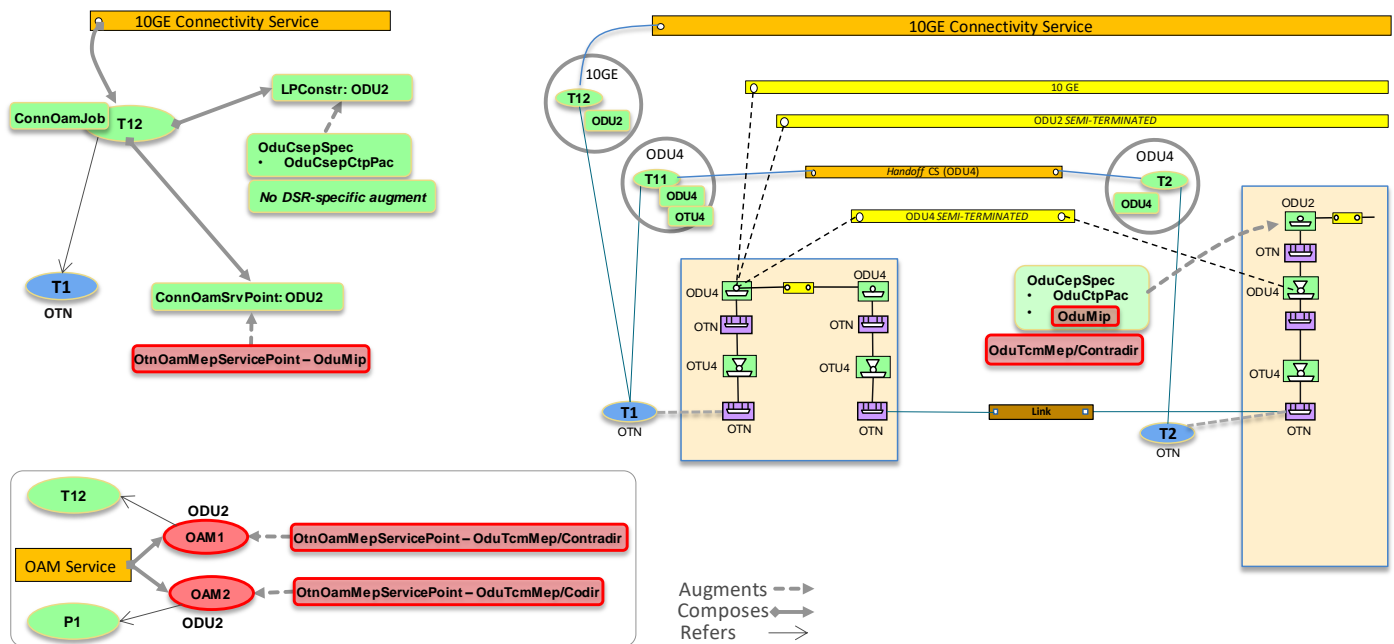 10GE Connectivity Service
ConnOamJob
T12
LPConstr: ODU2
OduCsepSpec
• OduCsepCtpPac
No DSR-specific augment
T1
OTN
ConnOamSrvPoint: ODU2
OtnOamMepServicePoint – OduMip
10GE Connectivity Service
10GE
T12
ODU2
10 GE
ODU2 SEMI-TERMINATED
ODU4
T11
ODU4
OTU4
Handoff CS (ODU4)
ODU4
T2
ODU4
ODU4 SEMI-TERMINATED
ODU2
OTN
ODU4
OTU4
OTN
OduCepSpec
• OduCtpPac
• OduMip
OduTcmMep/Contradir
ODU4
ODU4
OTN
OTN
OTU4
OTU4
OTN
OTN
T1
OTN
Link
T2
OTN
T12
ODU2
OAM1
OtnOamMepServicePoint – OduTcmMep/Contradir
OAM Service
OAM2
OtnOamMepServicePoint – OduTcmMep/Codir
P1
ODU2
Augments
Composes
Refers